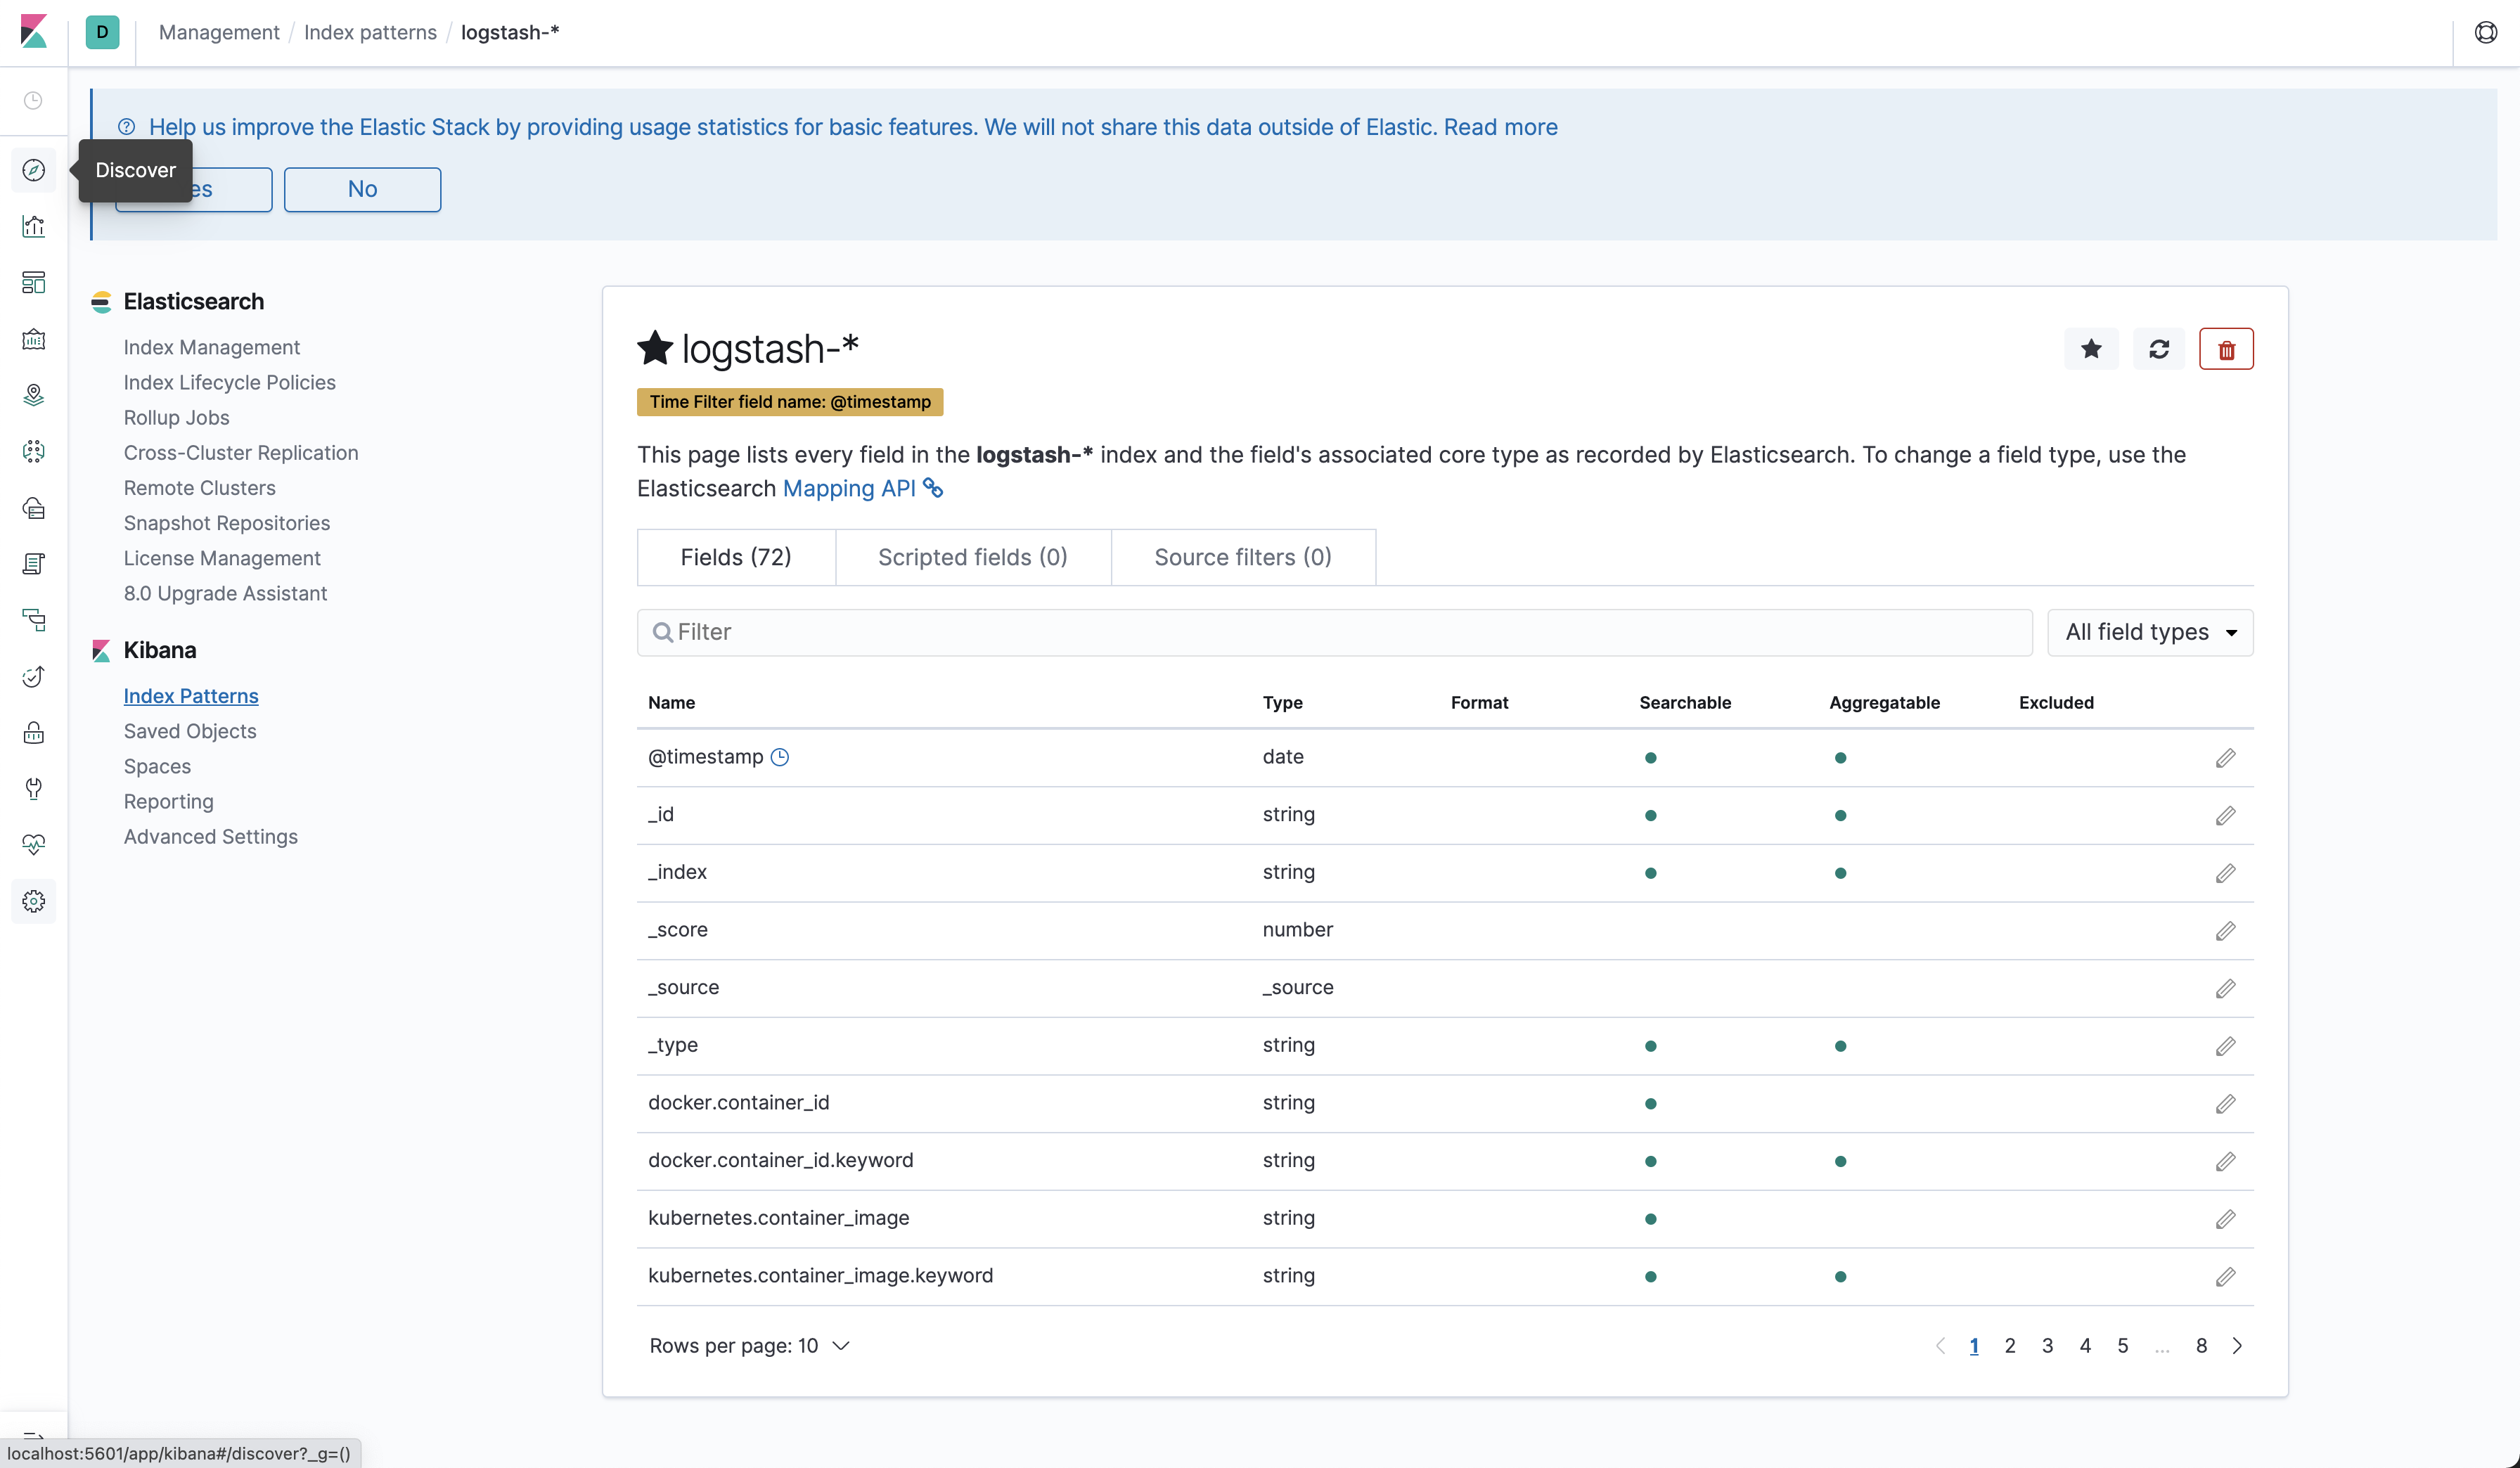 D
Management / Index patterns / logstash-*
Help us improve the Elastic Stack by providing usage statistics for basic features. We will not share this data outside of Elastic. Read more
Discover
es
No
Elasticsearch
Index Management
Index Lifecycle Policies
Rollup Jobs
Cross-Cluster Replication
Remote Clusters
Snapshot Repositories
License Management
8.0 Upgrade Assistant
Kibana
Index Patterns
Saved Objects
Spaces
Reporting
Advanced Settings
logstash-*
Time Filter field name: @timestamp
This page lists every field in the logstash-* index and the field's associated core type as recorded by Elasticsearch. To change a field type, use the
Elasticsearch Mapping API
Fields (72) Scripted fields (0) Source filters (0)
Filter
All field types
Name Type Format Searchable Aggregatable Excluded
@timestamp date
_id string
_index string
_score number
_source _source
_type string
docker.container_id string
docker.container_id.keyword string
kubernetes.container_image string
kubernetes.container_image.keyword string
Rows per page: 10
1 2 3 4 5 ... 8
localhost:5601/app/kibana#/discover?_g=()